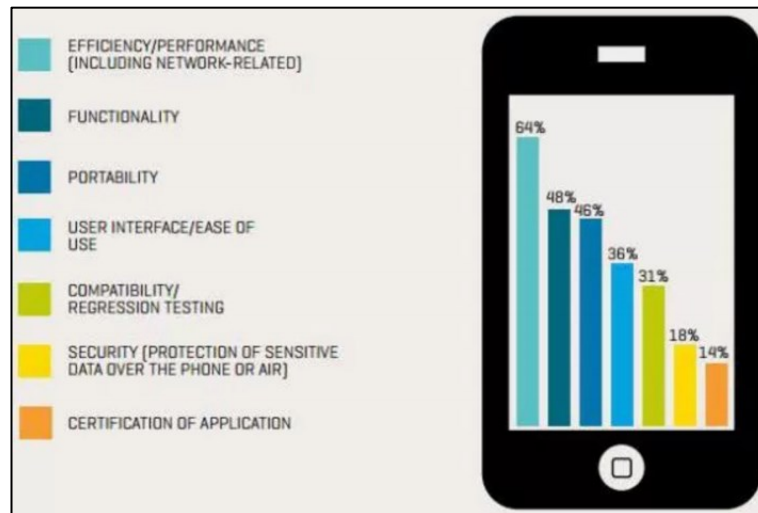 EFFICIENCY/PERFORMANCE
(INCLUDING NETWORK-RELATED)
FUNCTIONALITY
PORTABILITY
USER INTERFACE/EASE OF
USE
COMPATIBILITY/
REGRESSION TESTING
SECURITY (PROTECTION OF SENSITIVE
DATA OVER THE PHONE OR AIR)
CERTIFICATION OF APPLICATION
64%
48%
46%
36%
31%
18%
14%